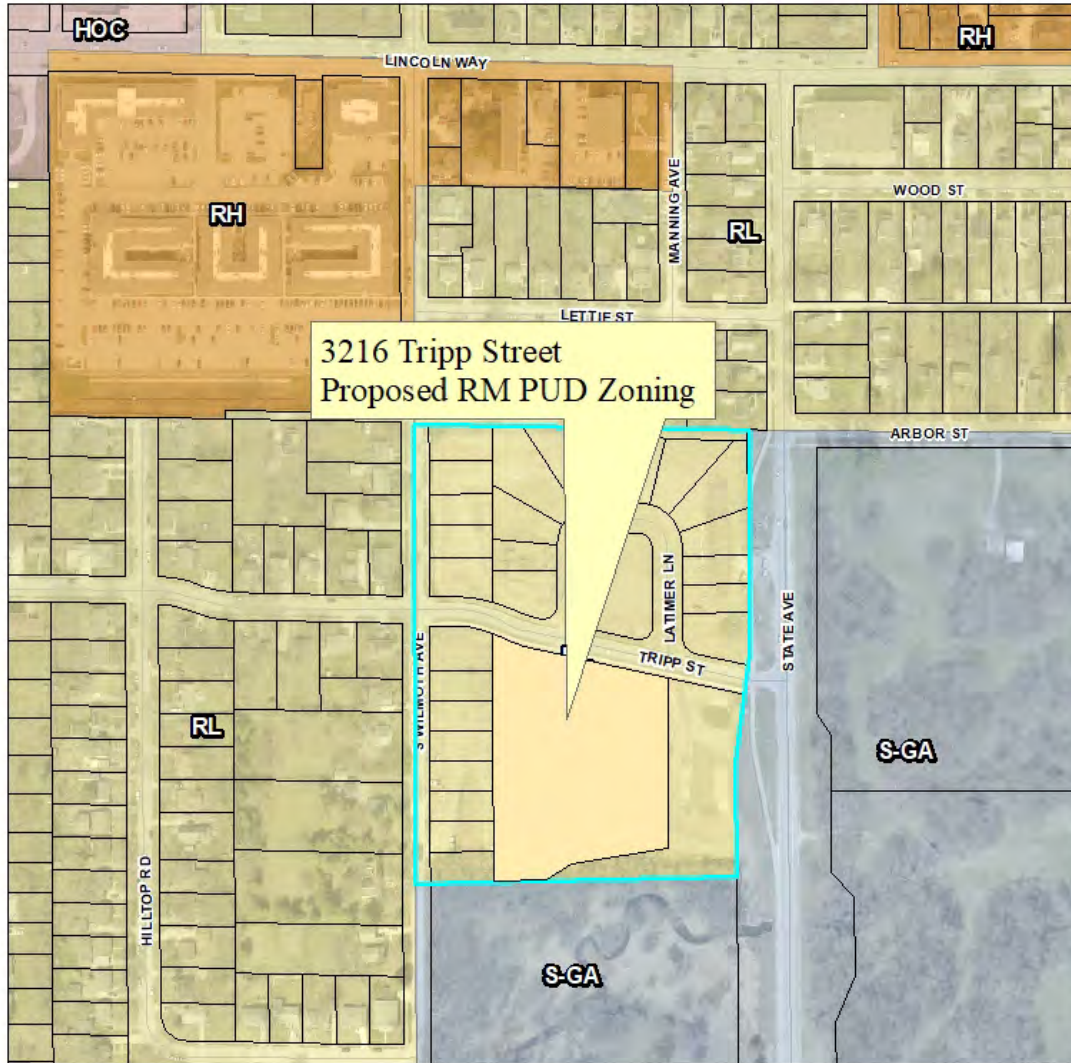 HOC
RH
LINCOLN WAY
WOOD ST
RH
MANNING AVE
RL
LETTIE ST
3216 Tripp Street
Proposed RM PUD Zoning
ARBOR ST
LATIMER LN
STATE AVE
TRIPP ST
S WILMOTH AVE
RL
S-GA
HILLTOP RD
S-GA